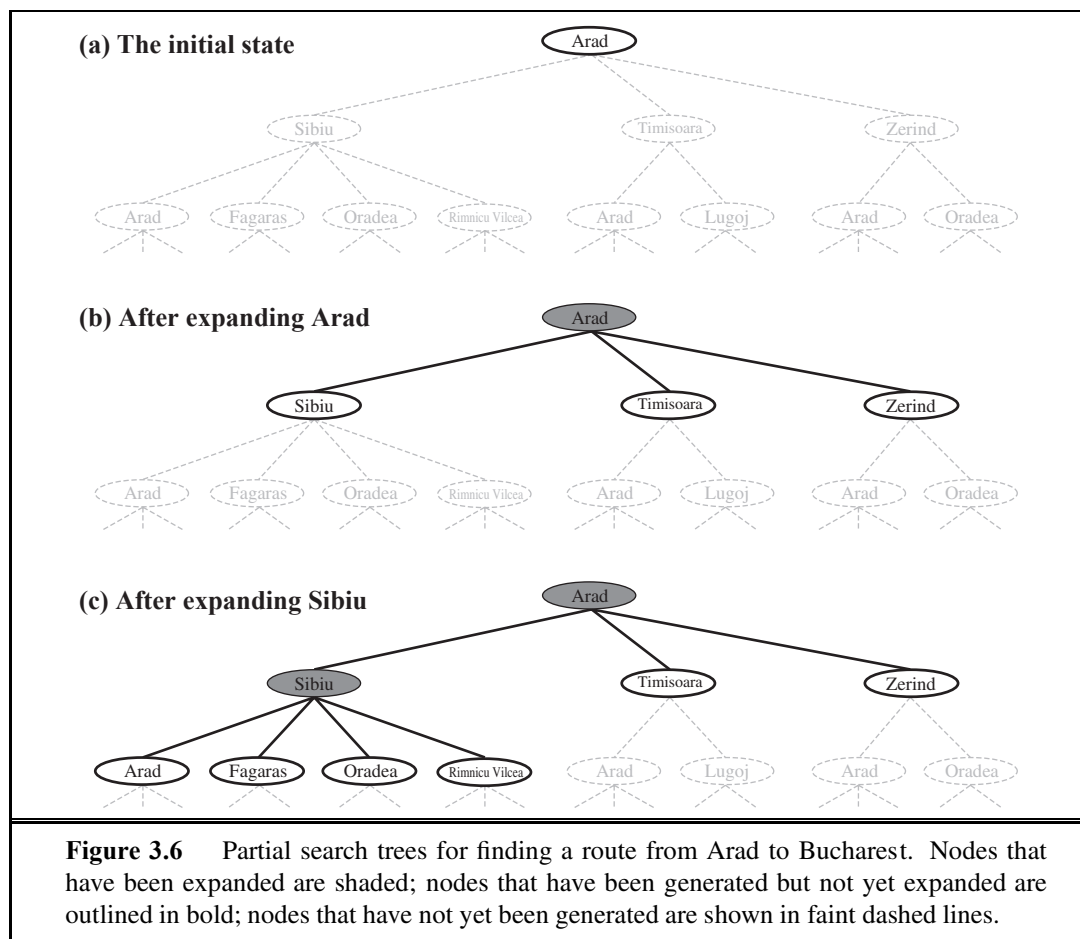 (a) The initial state
Arad
Sibiu Timisoara Zerind
Arad Fagaras Oradea Rimnicu Vilcea Arad Lugoj Arad Oradea
(b) After expanding Arad
Arad
Sibiu Timisoara Zerind
Arad Fagaras Oradea Rimnicu Vilcea Arad Lugoj Arad Oradea
(c) After expanding Sibiu
Arad
Sibiu Timisoara Zerind
Arad Fagaras Oradea Rimnicu Vilcea Arad Lugoj Arad Oradea
Figure 3.6 Partial search trees for finding a route from Arad to Bucharest. Nodes that
have been expanded are shaded; nodes that have been generated but not yet expanded are
outlined in bold; nodes that have not yet been generated are shown in faint dashed lines.